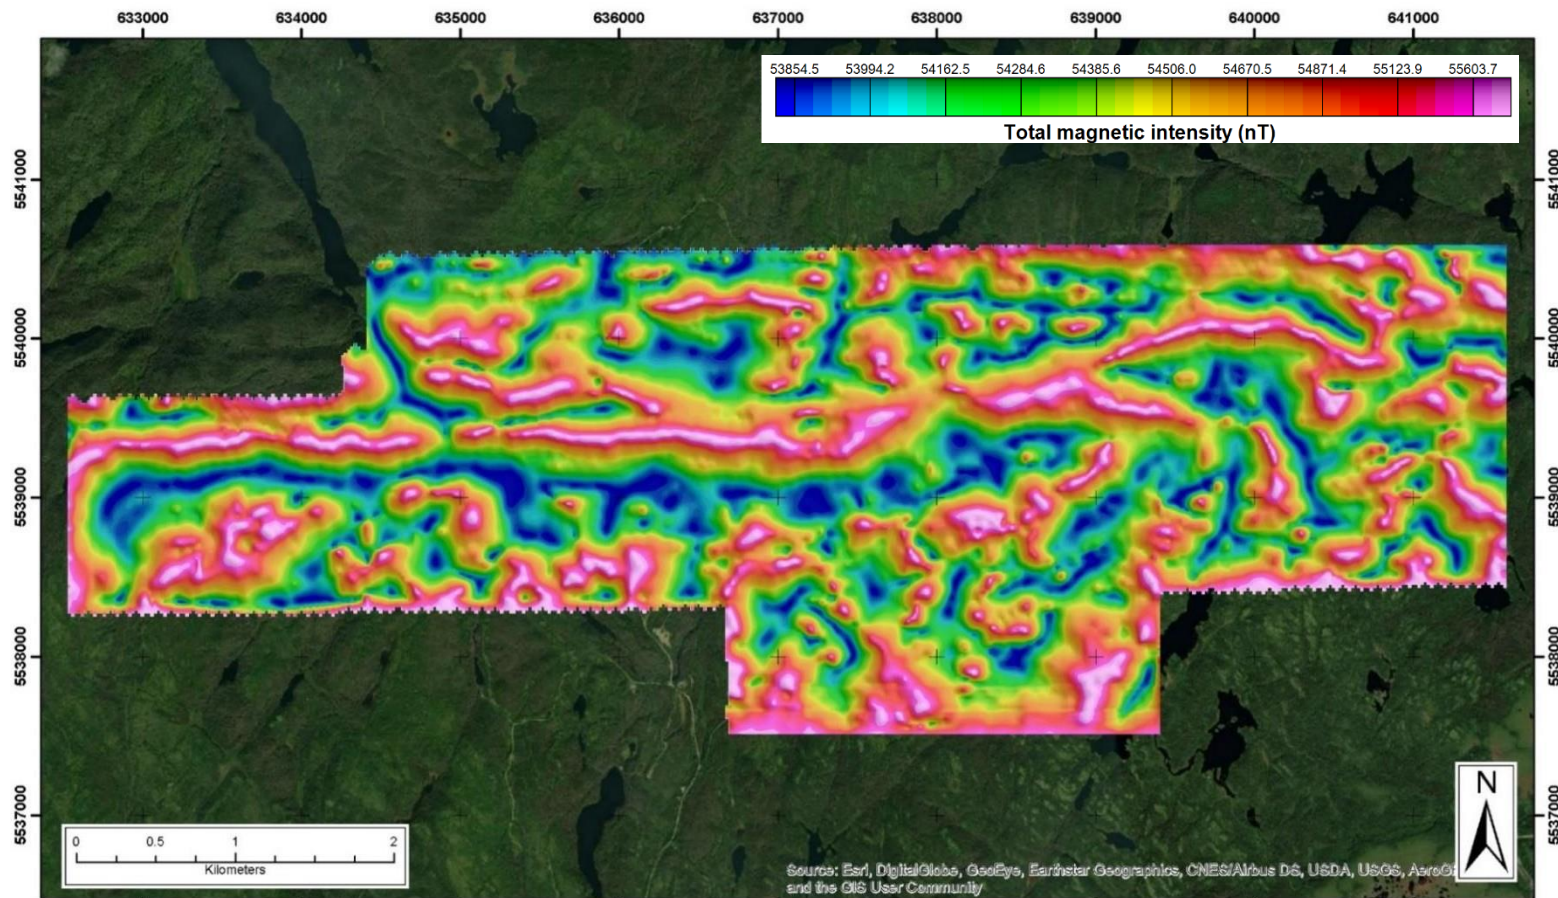 633000 634000 635000 636000 637000 638000 639000 640000 641000
53854.5 53994.2 54162.5 54284.6 54385.6 54506.0 54670.5 54871.4 55123.9 55603.7
Total magnetic intensity (nT)
5541000 5541000
5540000 5540000
5539000 5539000
5538000 5538000
5537000 5537000
N
0 0.5 1 2
Kilometers
Source: Esri, DigitalGlobe, GeoEye, Earthstar Geographics, CNES/Airbus DS, USDA, USGS,
and the GIS User Community